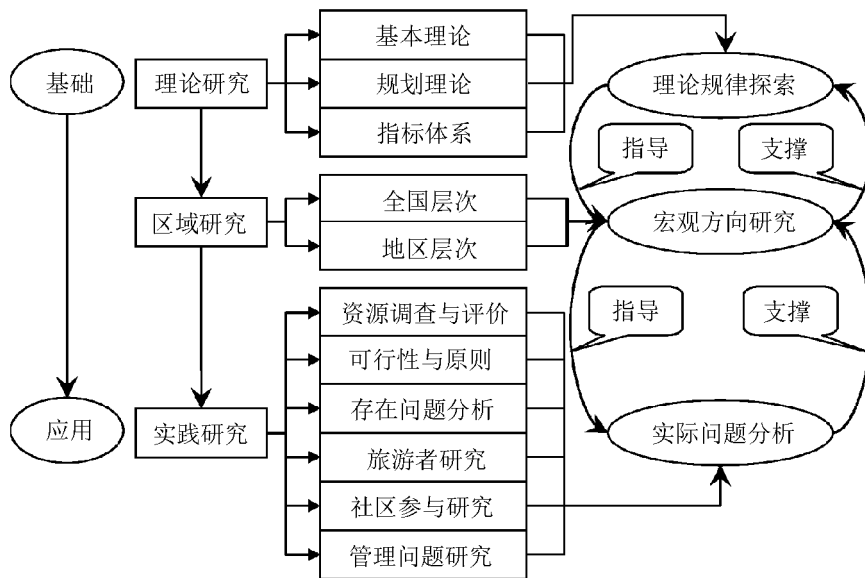 基础
理论研究
基本理论
规划理论
指标体系
理论规律探索
指导
支撑
区域研究
全国层次
地区层次
宏观方向研究
指导
支撑
应用
实践研究
资源调查与评价
可行性与原则
存在问题分析
旅游者研究
社区参与研究
管理问题研究
实际问题分析